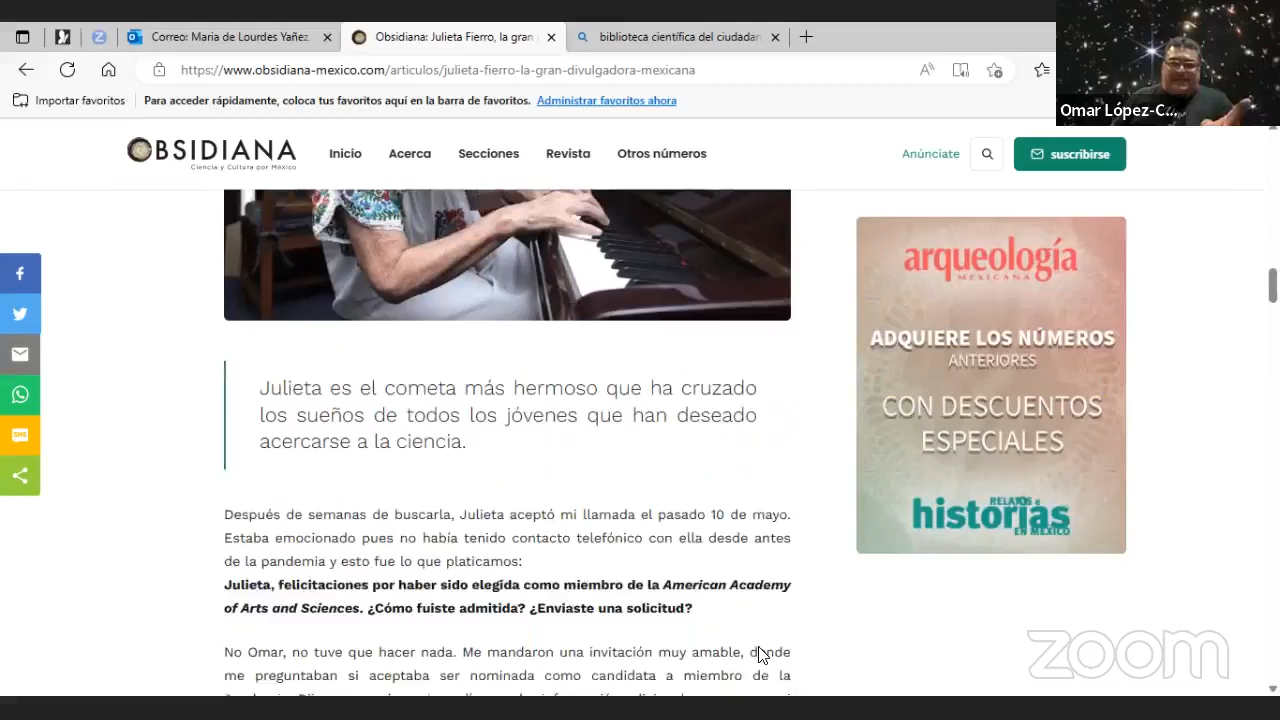 Correo: Maria de Lourdes Yañez
Obsidiana: Julieta Fierro, la gran
biblioteca científica del ciudadan
https://www.obsidiana-mexico.com/articulos/julieta-fierro-la-gran-divulgadora-mexicana
Importar favoritos
Para acceder rápidamente, coloca tus favoritos aquí en la barra de favoritos. Administrar favoritos ahora
Omar López-C...
OBSIDIANA
Ciencia y Cultura por México
Inicio Acerca Secciones Revista Otros números
Anúnciate
suscribirse
Julieta es el cometa más hermoso que ha cruzado
los sueños de todos los jóvenes que han deseado
acercarse a la ciencia.
Después de semanas de buscarla, Julieta aceptó mi llamada el pasado 10 de mayo.
Estaba emocionado pues no había tenido contacto telefónico con ella desde antes
de la pandemia y esto fue lo que platicamos:
Julieta, felicitaciones por haber sido elegida como miembro de la American Academy
of Arts and Sciences. ¿Cómo fuiste admitida? ¿Enviaste una solicitud?
No Omar, no tuve que hacer nada. Me mandaron una invitación muy amable, donde
me preguntaban si aceptaba ser nominada como candidata a miembro de la
arqueología
MEXICANA
ADQUIERE LOS NÚMEROS
ANTERIORES
CON DESCUENTOS
ESPECIALES
RELATOS e
historias
EN MÉXICO
SMS
zoom